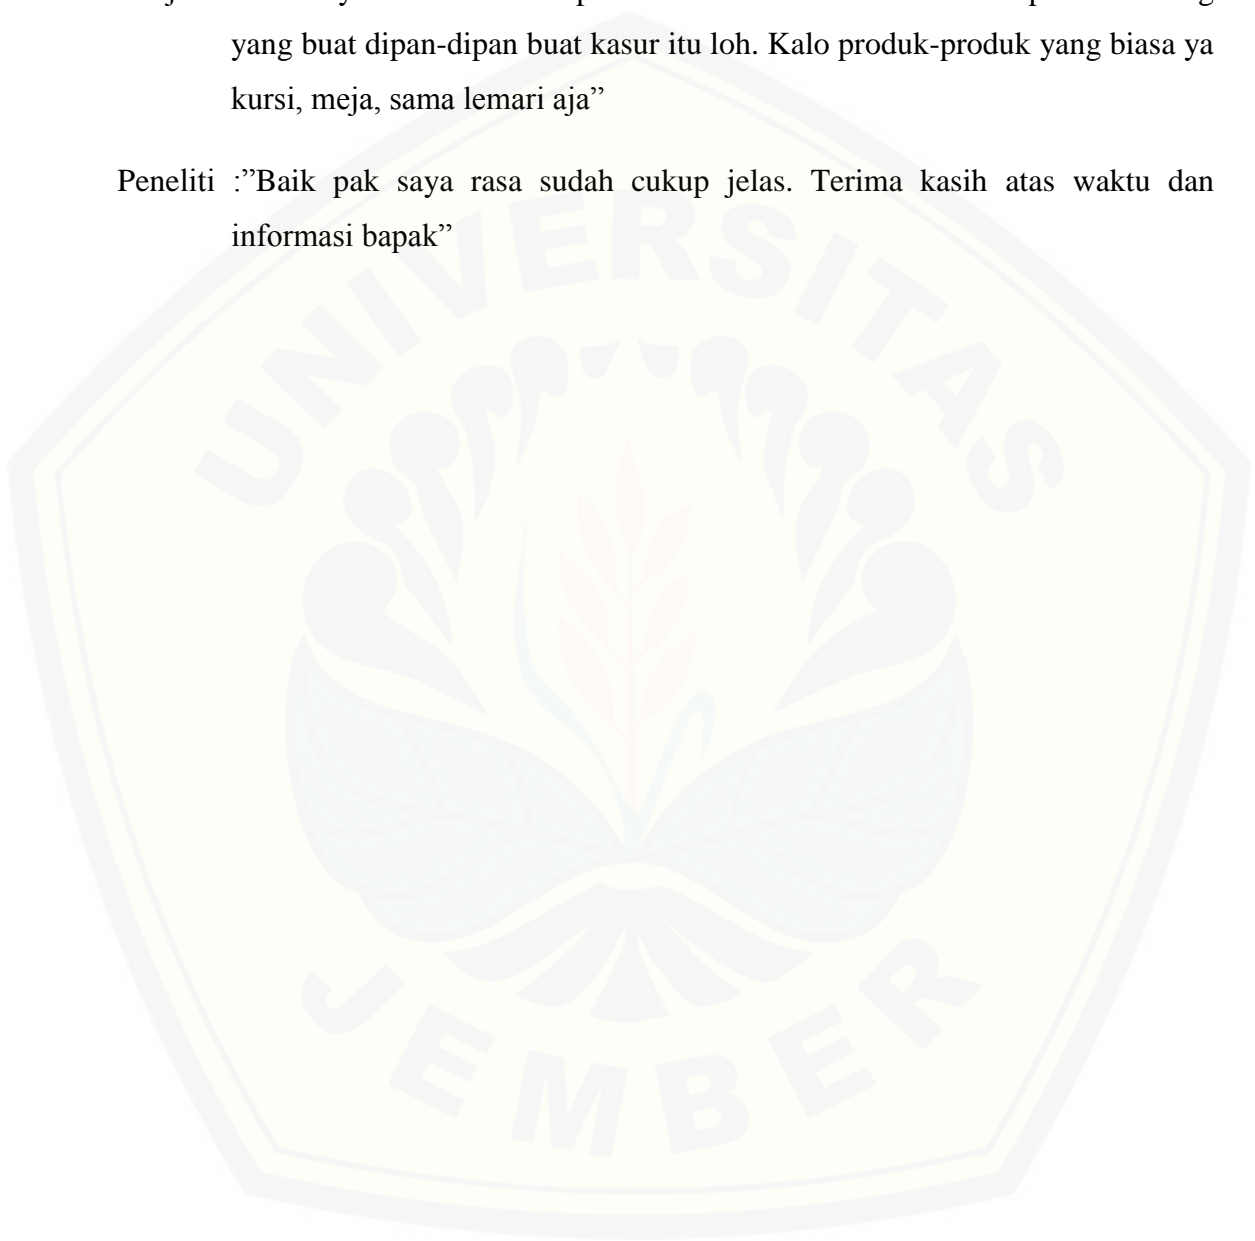 yang buat dipan-dipan buat kasur itu loh. Kalo produk-produk yang biasa ya
kursi, meja, sama lemari aja”
Peneliti :”Baik pak saya rasa sudah cukup jelas. Terima kasih atas waktu dan
informasi bapak”
UNIVERSITAS
JEMBER